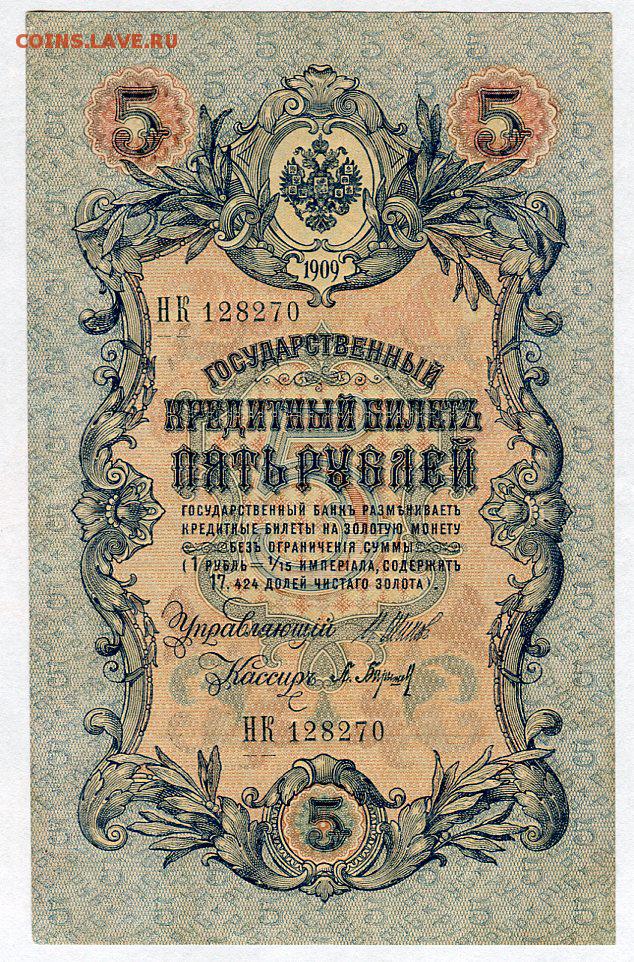 COINS.LAVE.RU
5 5
1909
НК 128270
ГОСУДАРСТВЕННЫЙ
КРЕДИТНЫЙ БИЛЕТЪ
ПЯТЬ РУБЛЕЙ
ГОСУДАРСТВЕННЫЙ БАНКЪ РАЗМѢНИВАЕТЪ
КРЕДИТНЫЕ БИЛЕТЫ НА ЗОЛОТУЮ МОНЕТУ
БЕЗЪ ОГРАНИЧЕНІЯ СУММЫ
(1 РУБЛЬ — 1/15 ИМПЕРІАЛА, СОДЕРЖИТЪ
17,424 ДОЛЕЙ ЧИСТАГО ЗОЛОТА)
Управляющій
Кассиръ
НК 128270
5